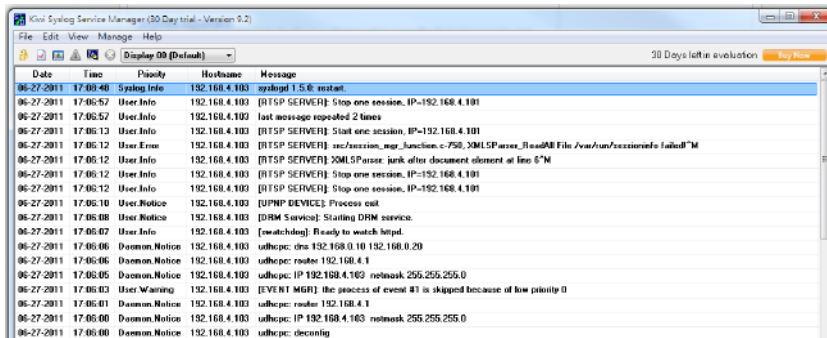 Kiwi Syslog Service Manager (30 Day trial - Version 9.2)
File Edit View Manage Help
Display 00 (Default)
30 Days left in evaluation Buy Now
Date Time Priority Hostname Message
06-27-2011 17:08:48 Syslog.Info 192.168.4.103 syslogd 1.5.0: restart.
06-27-2011 17:06:57 User.Info 192.168.4.103 [RTSP SERVER]: Stop one session, IP=192.168.4.101
06-27-2011 17:06:57 User.Info 192.168.4.103 last message repeated 2 times
06-27-2011 17:06:13 User.Info 192.168.4.103 [RTSP SERVER]: Start one session, IP=192.168.4.101
06-27-2011 17:06:12 User.Error 192.168.4.103 [RTSP SERVER]: src/session_mgr_function.c-750, XMLSParser_ReadAll File /var/run/sessioninfo failed!^M
06-27-2011 17:06:12 User.Info 192.168.4.103 [RTSP SERVER]: XMLSParser: junk after document element at line 6^M
06-27-2011 17:06:12 User.Info 192.168.4.103 [RTSP SERVER]: Stop one session, IP=192.168.4.101
06-27-2011 17:06:12 User.Info 192.168.4.103 [RTSP SERVER]: Stop one session, IP=192.168.4.101
06-27-2011 17:06:10 User.Notice 192.168.4.103 [UPNP DEVICE]: Process exit
06-27-2011 17:06:08 User.Notice 192.168.4.103 [DRM Service]: Starting DRM service.
06-27-2011 17:06:07 User.Info 192.168.4.103 [swatchdog]: Ready to watch httpd.
06-27-2011 17:06:06 Daemon.Notice 192.168.4.103 udhcpc: dns 192.168.0.10 192.168.0.20
06-27-2011 17:06:06 Daemon.Notice 192.168.4.103 udhcpc: router 192.168.4.1
06-27-2011 17:06:05 Daemon.Notice 192.168.4.103 udhcpc: IP 192.168.4.103 netmask 255.255.255.0
06-27-2011 17:06:03 User.Warning 192.168.4.103 [EVENT MGR]: the process of event #1 is skipped because of low priority 0
06-27-2011 17:06:01 Daemon.Notice 192.168.4.103 udhcpc: router 192.168.4.1
06-27-2011 17:06:00 Daemon.Notice 192.168.4.103 udhcpc: IP 192.168.4.103 netmask 255.255.255.0
06-27-2011 17:06:00 Daemon.Notice 192.168.4.103 udhcpc: deconfig